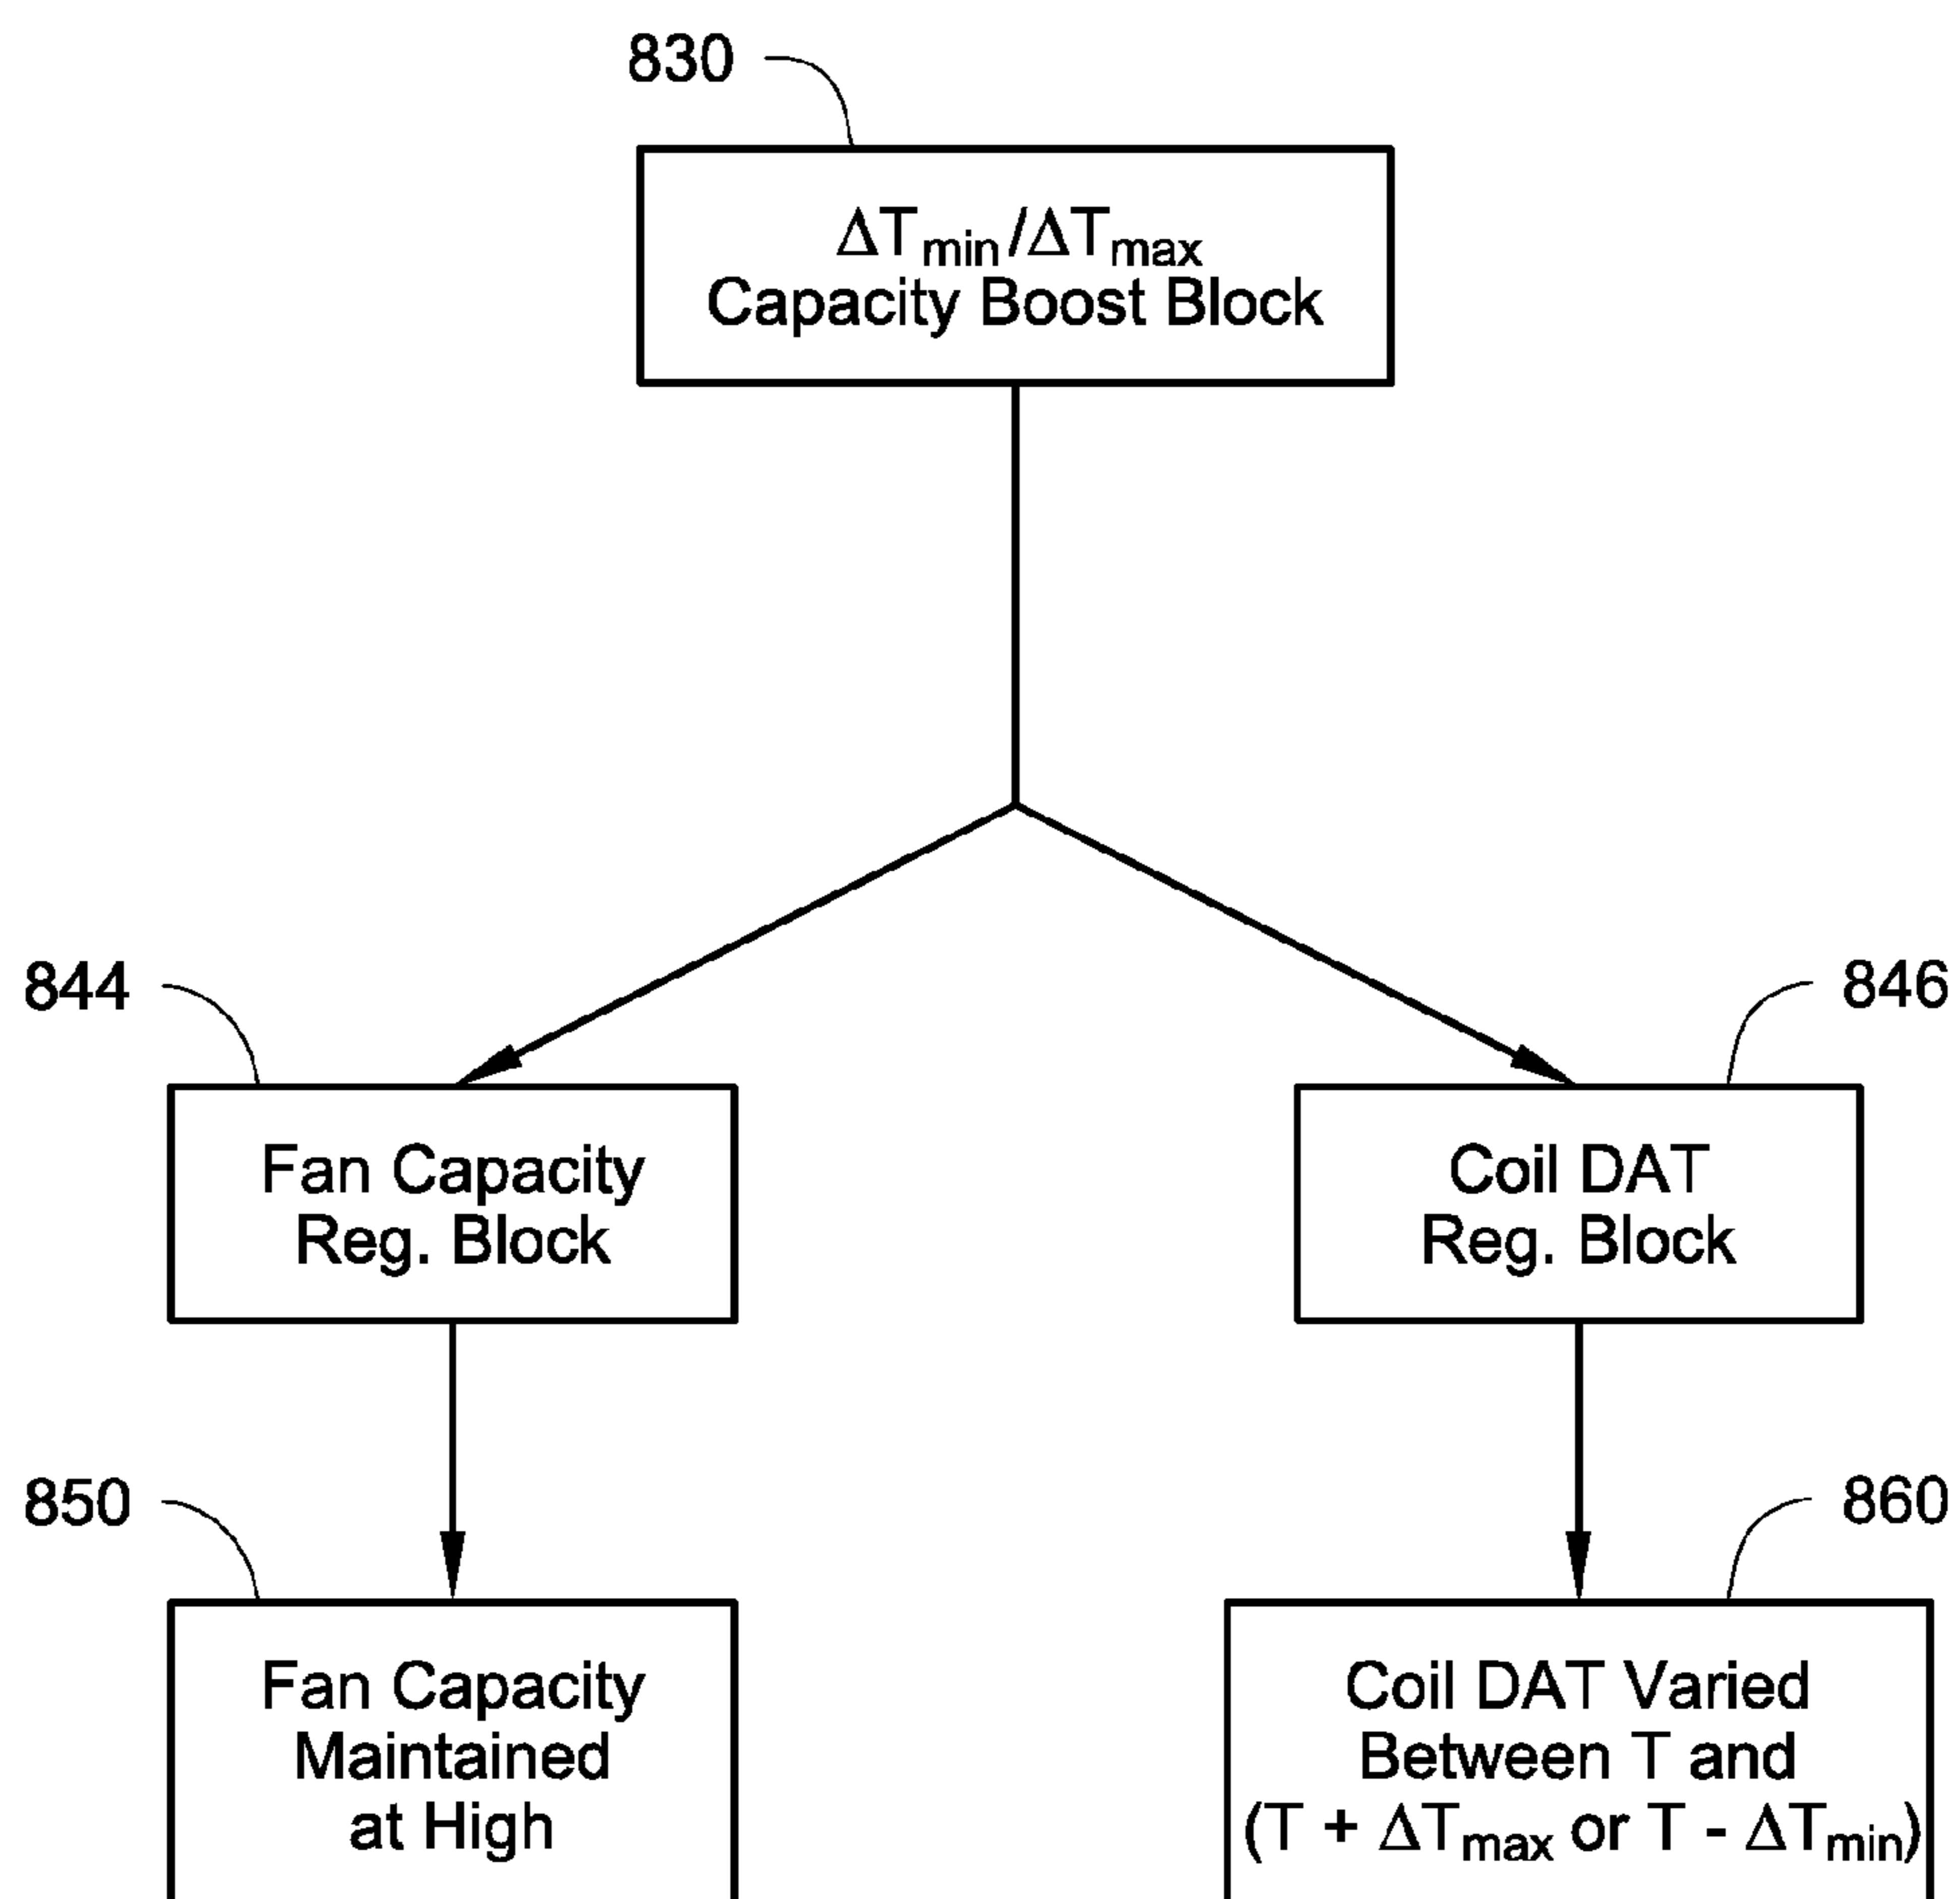 830
ΔTmin/ΔTmax
Capacity Boost Block
844
846
Fan Capacity
Reg. Block
Coil DAT
Reg. Block
850
860
Fan Capacity
Maintained
at High
Coil DAT Varied
Between T and
(T + ΔTmax or T - ΔTmin)